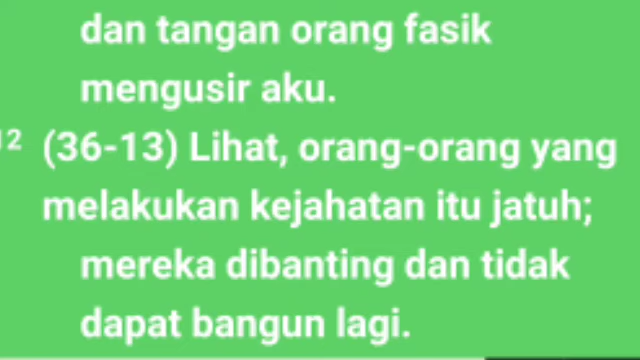 dan tangan orang fasik
mengusir aku.
12 (36-13) Lihat, orang-orang yang
melakukan kejahatan itu jatuh;
mereka dibanting dan tidak
dapat bangun lagi.